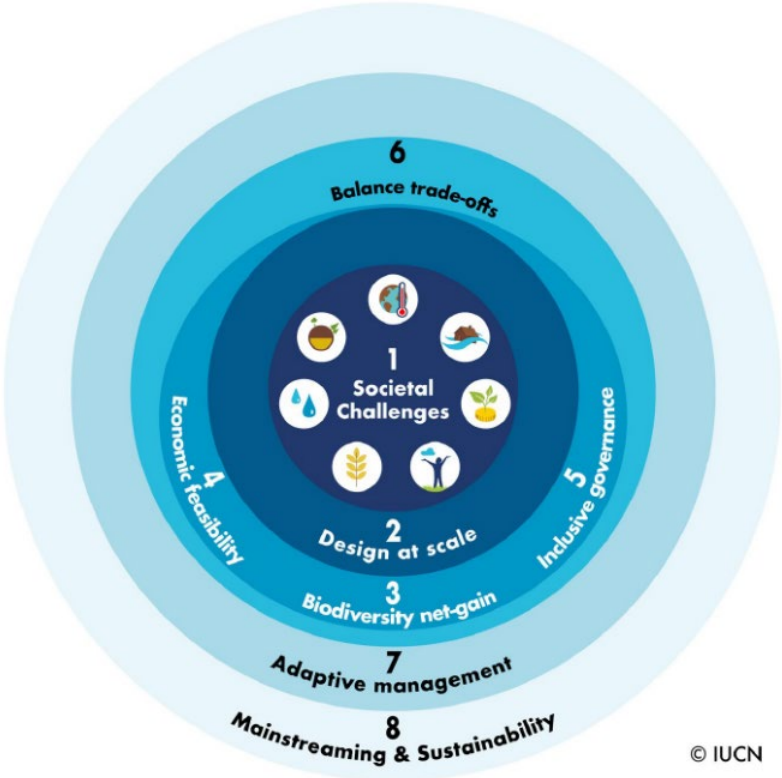 6
Balance trade-offs
1
Societal
Challenges
4
Economic feasibility
5
Inclusive governance
2
Design at scale
3
Biodiversity net-gain
7
Adaptive management
8
Mainstreaming & Sustainability
© IUCN